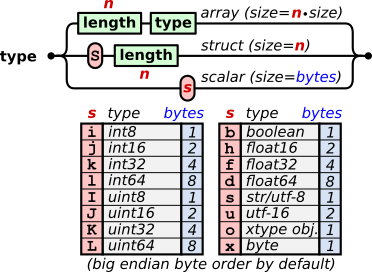 n
length type array (size=n•size)
type S length struct (size=n)
n
s scalar (size=bytes)
s type bytes s type bytes
i int8 1 b boolean 1
j int16 2 h float16 2
k int32 4 f float32 4
l int64 8 d float64 8
I uint8 1 s str/utf-8 1
J uint16 2 u utf-16 2
K uint32 4 o xtype obj. 1
L uint64 8 x byte 1
(big endian byte order by default)